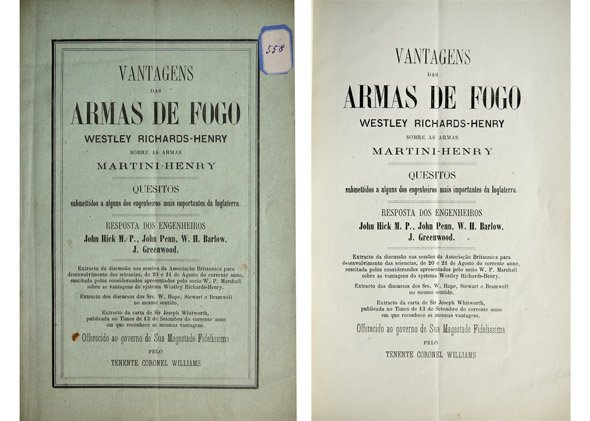 558
VANTAGENS
DAS
ARMAS DE FOGO
WESTLEY RICHARDS-HENRY
SOBRE AS ARMAS
MARTINI-HENRY
QUESITOS
submettidos a alguns dos engenheiros mais importantes da Inglaterra.
RESPOSTA DOS ENGENHEIROS
John Hick M. P., John Penn, W. H. Barlow,
J. Greenwood.
Extracto da discussão nas sessões da Associação Britannica para
desenvolvimento das sciencias, de 20 e 21 de Agosto do corrente anno,
suscitada pelos considerandos apresentados pelo socio W. P. Marshall
sobre as vantagens do systema Westley Richards-Henry.
Extracto dos discursos dos Srs. W. Hope, Stewart e Bramwell
no mesmo sentido.
Extracto da carta de Sir Joseph Whitworth,
publicada no Times de 13 de Setembro do corrente anno
em que reconhece as mesmas vantagens.
Offerecido ao governo de Sua Magestade Fidelissima
PELO
TENENTE CORONEL WILLIAMS
VANTAGENS
DAS
ARMAS DE FOGO
WESTLEY RICHARDS-HENRY
SOBRE AS ARMAS
MARTINI-HENRY
QUESITOS
submettidos a alguns dos engenheiros mais importantes da Inglaterra.
RESPOSTA DOS ENGENHEIROS
John Hick M. P., John Penn, W. H. Barlow,
J. Greenwood.
Extracto da discussão nas sessões da Associação Britannica para
desenvolvimento das sciencias, de 20 e 21 de Agosto do corrente anno,
suscitada pelos considerandos apresentados pelo socio W. P. Marshall
sobre as vantagens do systema Westley Richards-Henry.
Extracto dos discursos dos Srs. W. Hope, Stewart e Bramwell
no mesmo sentido.
Extracto da carta de Sir Joseph Whitworth,
publicada no Times de 13 de Setembro do corrente anno
em que reconhece as mesmas vantagens.
Offerecido ao governo de Sua Magestade Fidelissima
PELO
TENENTE CORONEL WILLIAMS